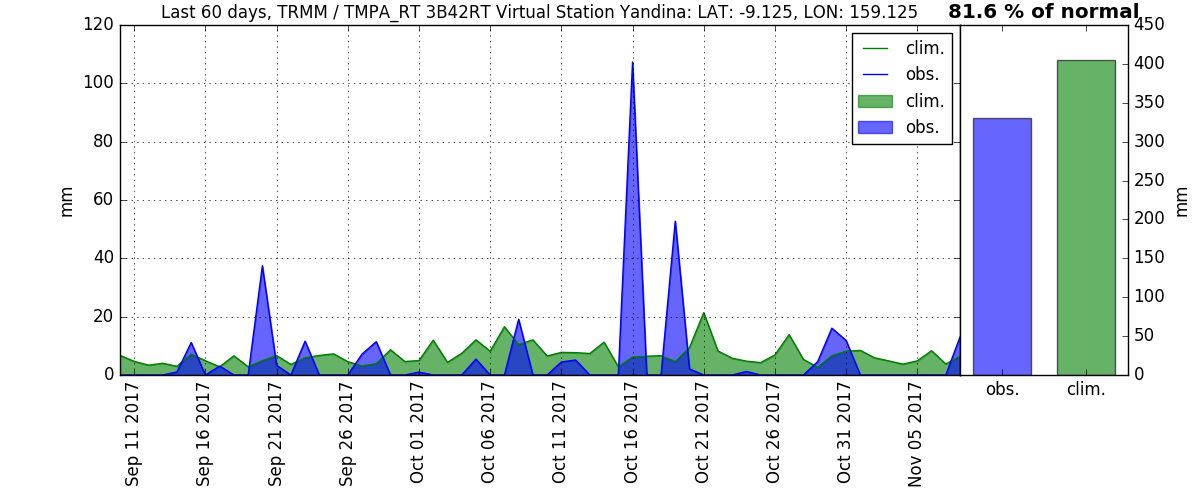 Last 60 days, TRMM / TMPA_RT 3B42RT Virtual Station Yandina: LAT: -9.125, LON: 159.125
81.6 % of normal
120
100
80
60
40
20
0
mm
clim.
obs.
clim.
obs.
450
400
350
300
250
200
150
100
50
0
mm
Sep 11 2017
Sep 16 2017
Sep 21 2017
Sep 26 2017
Oct 01 2017
Oct 06 2017
Oct 11 2017
Oct 16 2017
Oct 21 2017
Oct 26 2017
Oct 31 2017
Nov 05 2017
obs.
clim.